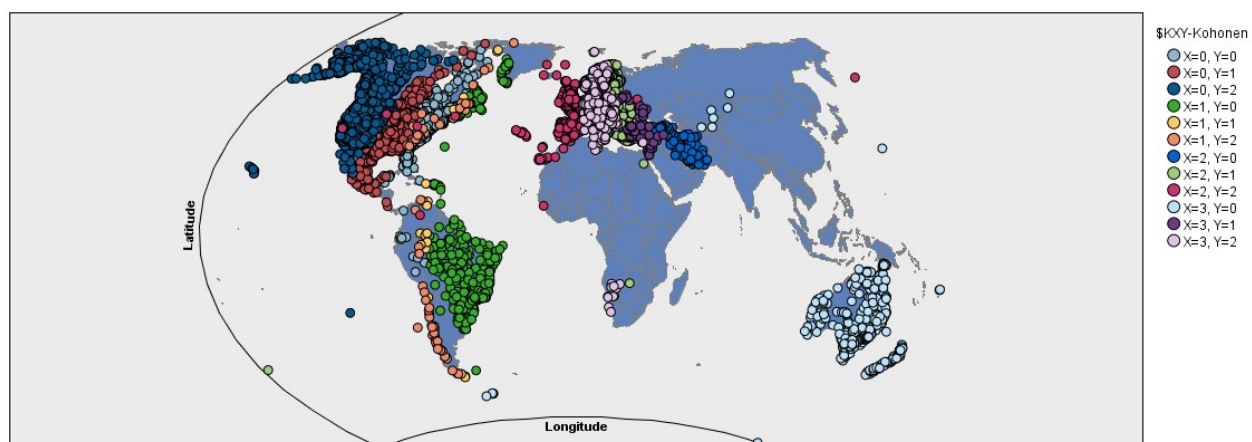 $KXY-Kohonen
X=0, Y=0
X=0, Y=1
X=0, Y=2
X=1, Y=0
X=1, Y=1
X=1, Y=2
X=2, Y=0
X=2, Y=1
X=2, Y=2
X=3, Y=0
X=3, Y=1
X=3, Y=2
Latitude
Longitude